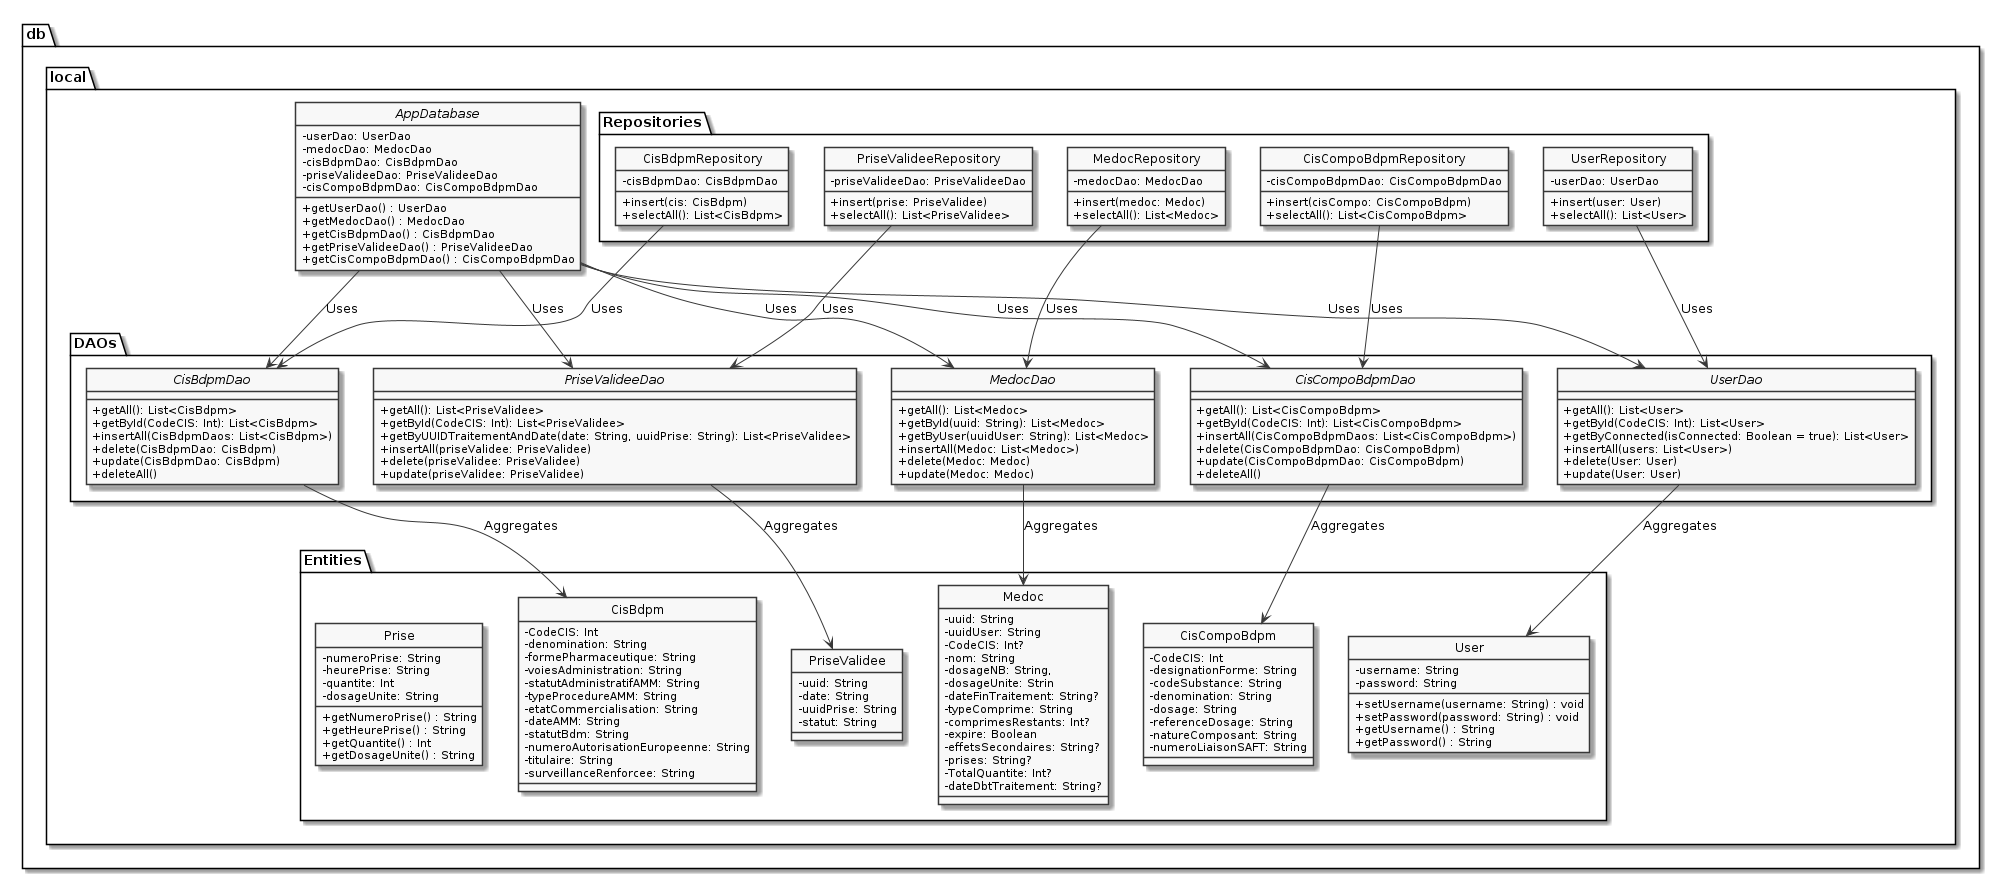 db
local
AppDatabase
-userDao: UserDao
-medocDao: MedocDao
-cisBdpmDao: CisBdpmDao
-priseValideeDao: PriseValideeDao
-cisCompoBdpmDao: CisCompoBdpmDao
+getUserDao() : UserDao
+getMedocDao() : MedocDao
+getCisBdpmDao() : CisBdpmDao
+getPriseValideeDao() : PriseValideeDao
+getCisCompoBdpmDao() : CisCompoBdpmDao
Repositories
CisBdpmRepository
-cisBdpmDao: CisBdpmDao
+insert(cis: CisBdpm)
+selectAll(): List<CisBdpm>
PriseValideeRepository
-priseValideeDao: PriseValideeDao
+insert(prise: PriseValidee)
+selectAll(): List<PriseValidee>
MedocRepository
-medocDao: MedocDao
+insert(medoc: Medoc)
+selectAll(): List<Medoc>
CisCompoBdpmRepository
-cisCompoBdpmDao: CisCompoBdpmDao
+insert(cisCompo: CisCompoBdpm)
+selectAll(): List<CisCompoBdpm>
UserRepository
-userDao: UserDao
+insert(user: User)
+selectAll(): List<User>
Uses
Uses
Uses
Uses
Uses
Uses
Uses
Uses
Uses
Uses
DAOs
CisBdpmDao
+getAll(): List<CisBdpm>
+getById(CodeCIS: Int): List<CisBdpm>
+insertAll(CisBdpmDaos: List<CisBdpm>)
+delete(CisBdpmDao: CisBdpm)
+update(CisBdpmDao: CisBdpm)
+deleteAll()
PriseValideeDao
+getAll(): List<PriseValidee>
+getById(CodeCIS: Int): List<PriseValidee>
+getByUUIDTraitementAndDate(date: String, uuidPrise: String): List<PriseValidee>
+insertAll(priseValidee: PriseValidee)
+delete(priseValidee: PriseValidee)
+update(priseValidee: PriseValidee)
MedocDao
+getAll(): List<Medoc>
+getById(uuid: String): List<Medoc>
+getByUser(uuidUser: String): List<Medoc>
+insertAll(Medoc: List<Medoc>)
+delete(Medoc: Medoc)
+update(Medoc: Medoc)
CisCompoBdpmDao
+getAll(): List<CisCompoBdpm>
+getById(CodeCIS: Int): List<CisCompoBdpm>
+insertAll(CisCompoBdpmDaos: List<CisCompoBdpm>)
+delete(CisCompoBdpmDao: CisCompoBdpm)
+update(CisCompoBdpmDao: CisCompoBdpm)
+deleteAll()
UserDao
+getAll(): List<User>
+getById(CodeCIS: Int): List<User>
+getByConnected(isConnected: Boolean = true): List<User>
+insertAll(users: List<User>)
+delete(User: User)
+update(User: User)
Aggregates
Aggregates
Aggregates
Aggregates
Aggregates
Entities
Prise
-numeroPrise: String
-heurePrise: String
-quantite: Int
-dosageUnite: String
+getNumeroPrise() : String
+getHeurePrise() : String
+getQuantite() : Int
+getDosageUnite() : String
CisBdpm
-CodeCIS: Int
-denomination: String
-formePharmaceutique: String
-voiesAdministration: String
-statutAdministratifAMM: String
-typeProcedureAMM: String
-etatCommercialisation: String
-dateAMM: String
-statutBdm: String
-numeroAutorisationEuropeenne: String
-titulaire: String
-surveillanceRenforcee: String
PriseValidee
-uuid: String
-date: String
-uuidPrise: String
-statut: String
Medoc
-uuid: String
-uuidUser: String
-CodeCIS: Int?
-nom: String
-dosageNB: String,
-dosageUnite: Strin
-dateFinTraitement: String?
-typeComprime: String
-comprimesRestants: Int?
-expire: Boolean
-effetsSecondaires: String?
-prises: String?
-TotalQuantite: Int?
-dateDbtTraitement: String?
CisCompoBdpm
-CodeCIS: Int
-designationForme: String
-codeSubstance: String
-denomination: String
-dosage: String
-referenceDosage: String
-natureComposant: String
-numeroLiaisonSAFT: String
User
-username: String
-password: String
+setUsername(username: String) : void
+setPassword(password: String) : void
+getUsername() : String
+getPassword() : String